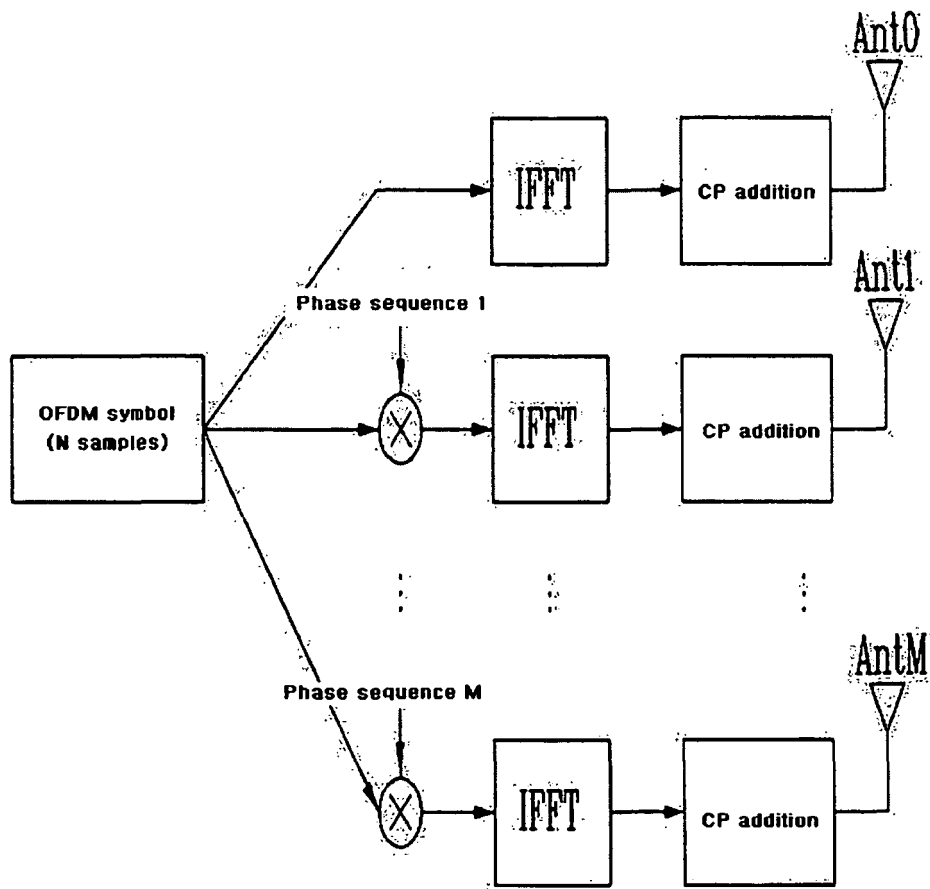 Ant0
IFFT
CP addition
Ant1
Phase sequence 1
OFDM symbol
(N samples)
IFFT
CP addition
AntM
Phase sequence M
IFFT
CP addition